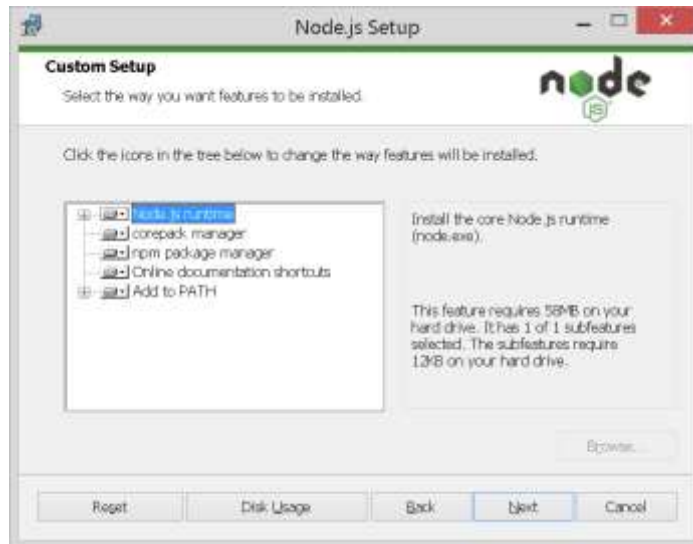 Node.js Setup
Custom Setup
Select the way you want features to be installed.
node
JS
Click the icons in the tree below to change the way features will be installed.
Node.js runtime
corepack manager
npm package manager
Online documentation shortcuts
Add to PATH
Install the core Node.js runtime
(node.exe).
This feature requires 58MB on your
hard drive. It has 1 of 1 subfeatures
selected. The subfeatures require
12KB on your hard drive.
Browse...
Reset
Disk Usage
Back
Next
Cancel